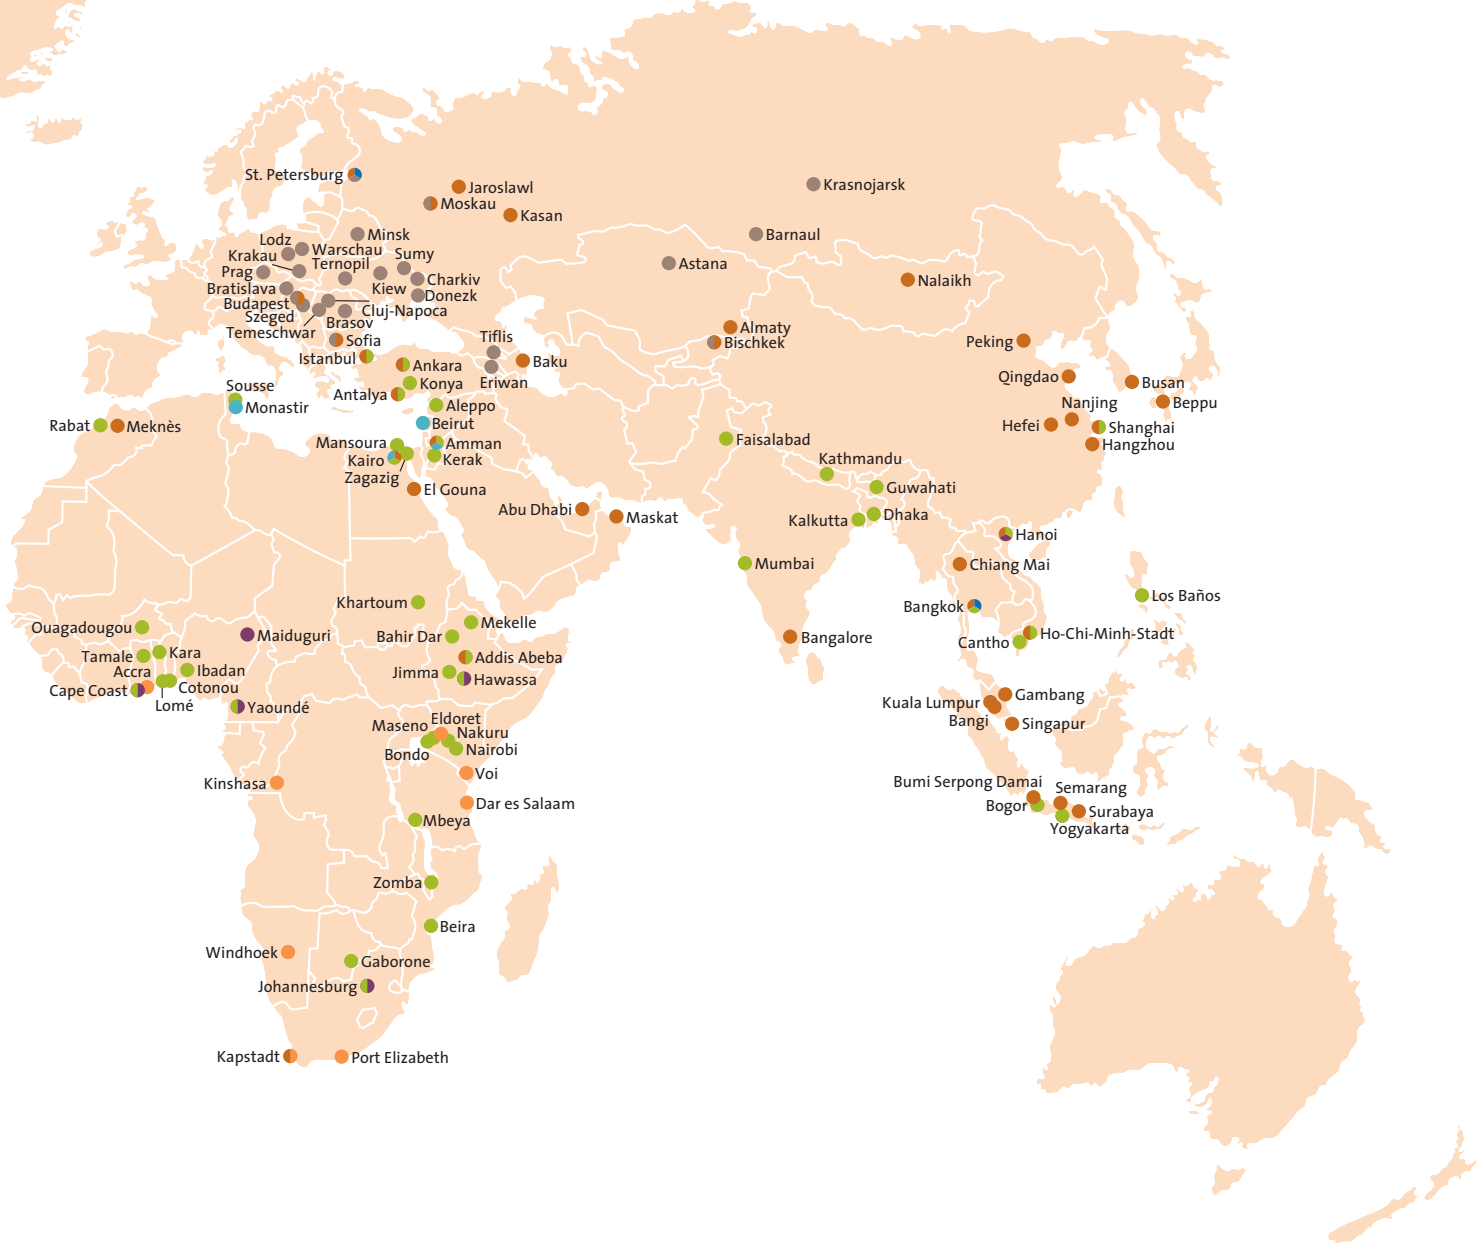 St. Petersburg
Jaroslawl
Moskau
Kasan
Krasnojarsk
Barnaul
Astana
Minsk
Lodz
Warschau
Krakau
Ternopil
Sumy
Prag
Kiew
Charkiv
Bratislava
Donezk
Budapest
Cluj-Napoca
Szeged
Temeschwar
Brasov
Sofia
Istanbul
Tiflis
Eriwan
Baku
Nalaikh
Almaty
Bischkek
Peking
Qingdao
Busan
Beppu
Nanjing
Hefei
Shanghai
Hangzhou
Ankara
Konya
Antalya
Aleppo
Sousse
Monastir
Rabat
Meknès
Beirut
Mansoura
Amman
Kairo
Kerak
Zagazig
El Gouna
Abu Dhabi
Maskat
Faisalabad
Kathmandu
Guwahati
Kalkutta
Dhaka
Mumbai
Bangalore
Hanoi
Chiang Mai
Bangkok
Los Baños
Ho-Chi-Minh-Stadt
Cantho
Khartoum
Mekelle
Bahir Dar
Addis Abeba
Jimma
Hawassa
Ouagadougou
Maiduguri
Tamale
Kara
Accra
Ibadan
Cape Coast
Cotonou
Lomé
Yaoundé
Gambang
Kuala Lumpur
Bangi
Singapur
Eldoret
Maseno
Nakuru
Bondo
Nairobi
Voi
Kinshasa
Dar es Salaam
Mbeya
Bumi Serpong Damai
Semarang
Bogor
Surabaya
Yogyakarta
Zomba
Beira
Windhoek
Gaborone
Johannesburg
Kapstadt
Port Elizabeth